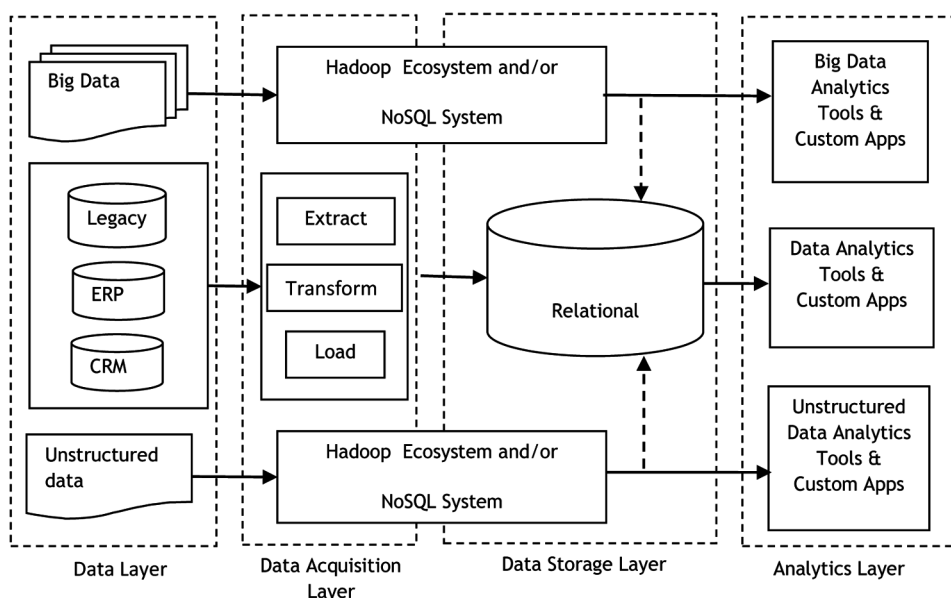 Big Data
Hadoop Ecosystem and/or
NoSQL System
Big Data
Analytics
Tools &
Custom Apps
Legacy
ERP
CRM
Extract
Transform
Load
Relational
Data Analytics
Tools &
Custom Apps
Unstructured
data
Hadoop Ecosystem and/or
NoSQL System
Unstructured
Data Analytics
Tools &
Custom Apps
Data Layer
Data Acquisition
Layer
Data Storage Layer
Analytics Layer